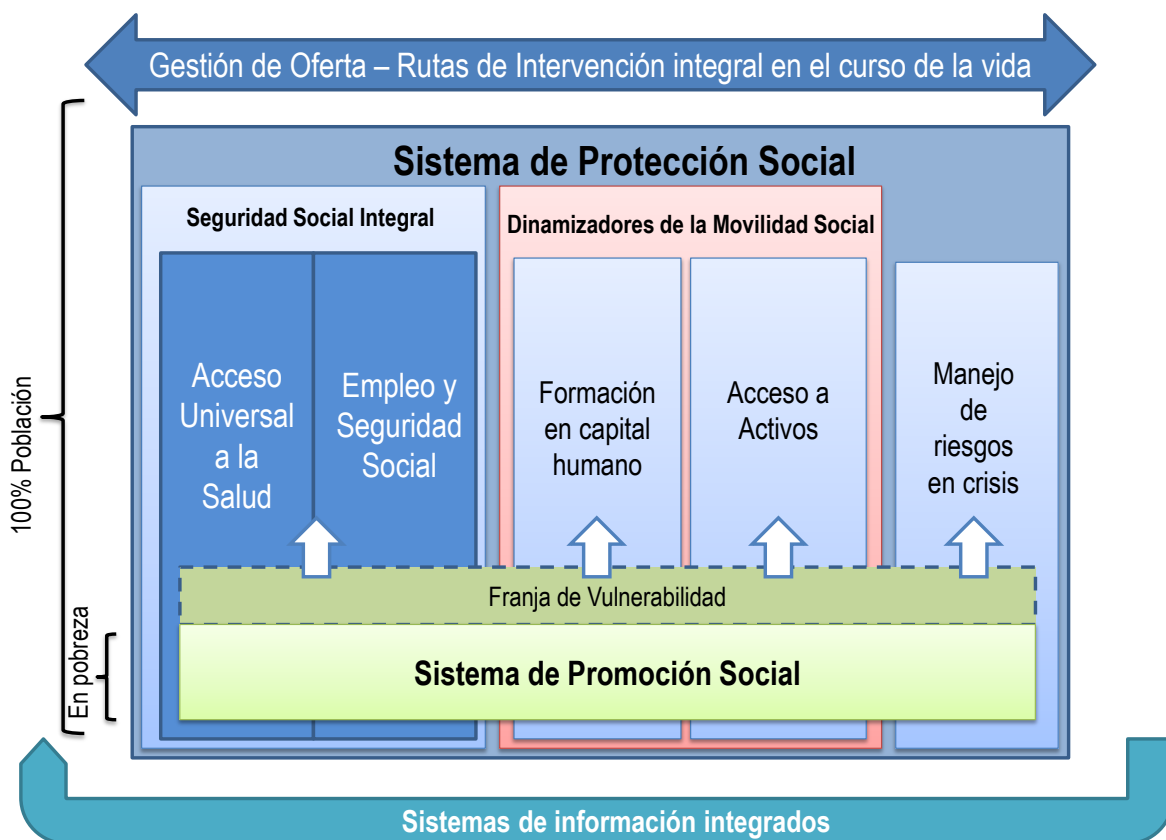 Gestión de Oferta – Rutas de Intervención integral en el curso de la vida
Sistema de Protección Social
Seguridad Social Integral
Dinamizadores de la Movilidad Social
Acceso
Universal
a la
Salud
Empleo y
Seguridad
Social
Formación
en capital
humano
Acceso a
Activos
Manejo
de
riesgos
en crisis
100% Población
En pobreza
Franja de Vulnerabilidad
Sistema de Promoción Social
Sistemas de información integrados